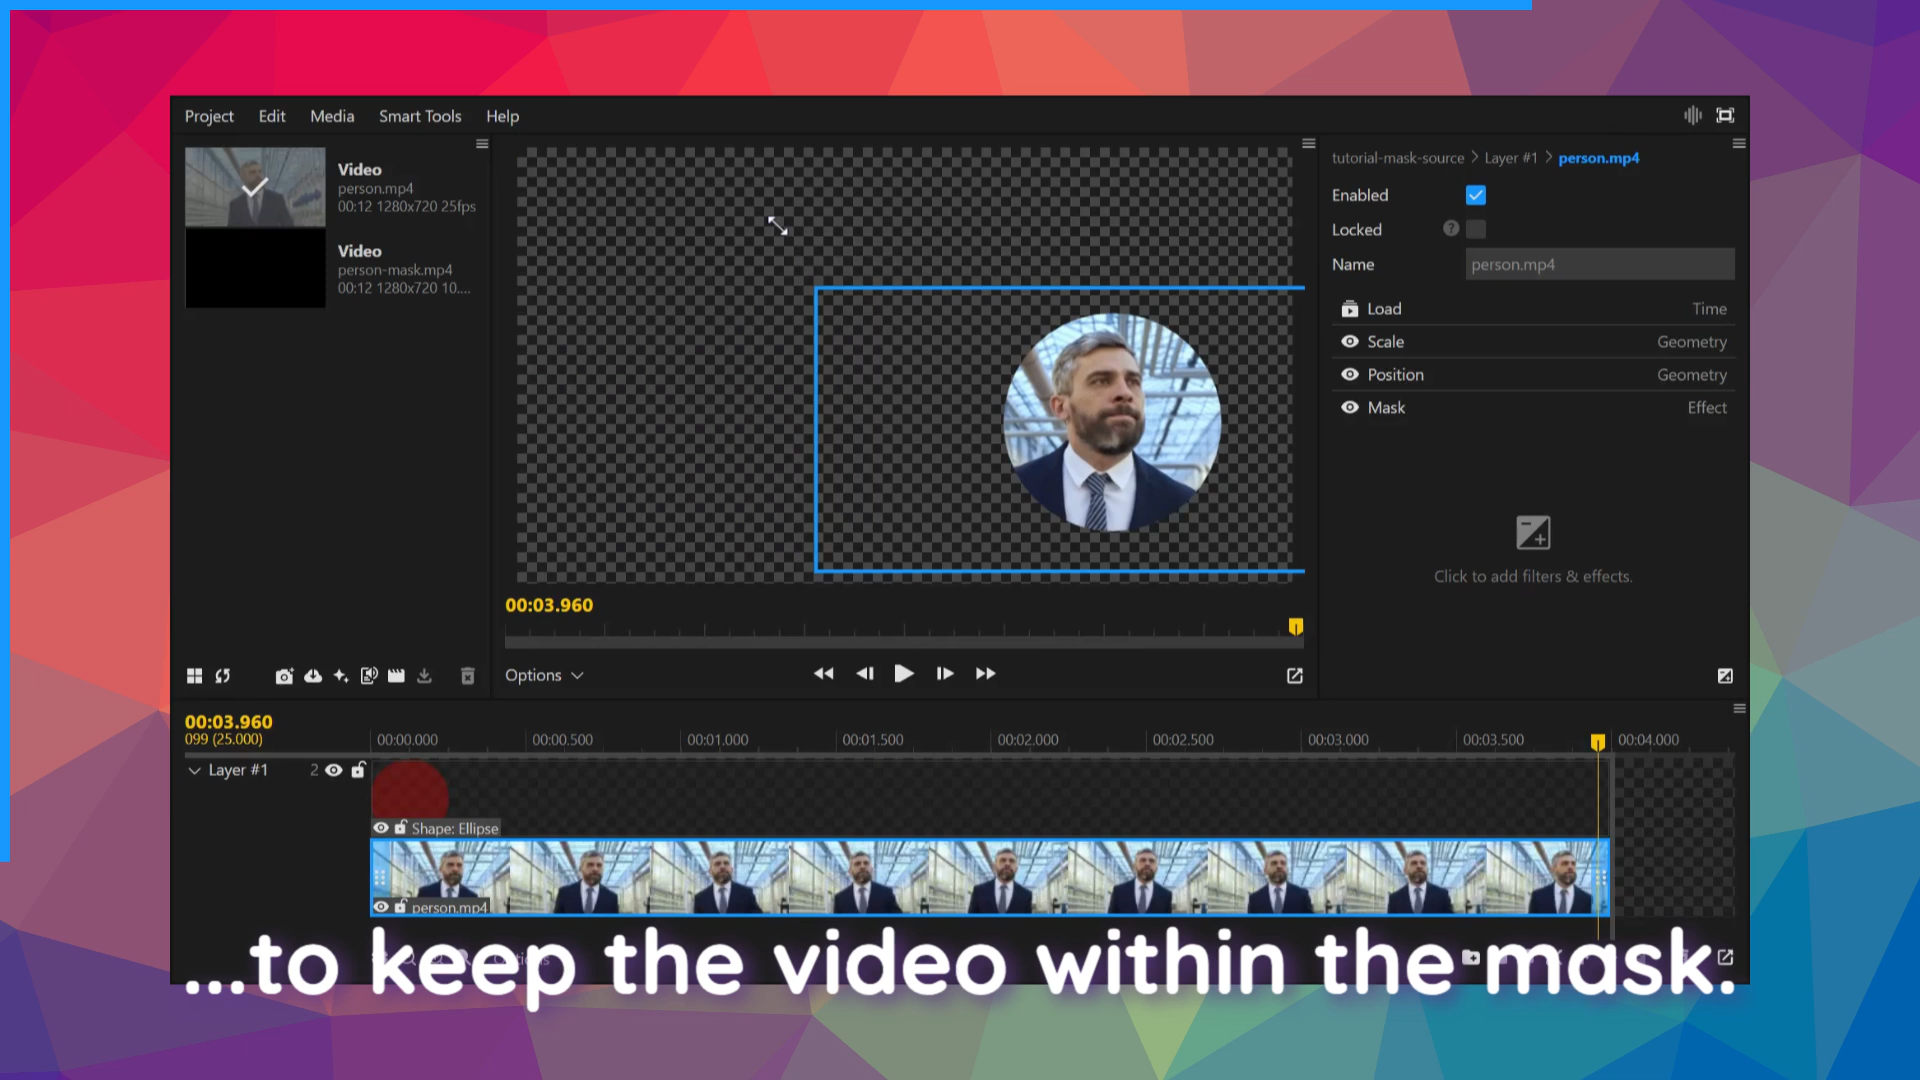 Project Edit Media Smart Tools Help
Video
person.mp4
00:12 1280x720 25fps
Video
person-mask.mp4
00:12 1280x720 10....
00:03.960
Options
tutorial-mask-source > Layer #1 > person.mp4
Enabled
Locked ?
Name person.mp4
Load Time
Scale Geometry
Position Geometry
Mask Effect
Click to add filters & effects.
00:03.960
099 (25.000)
00:00.000 00:00.500 00:01.000 00:01.500 00:02.000 00:02.500 00:03.000 00:03.500 00:04.000
Layer #1 2
Shape: Ellipse
person.mp4
...to keep the video within the mask.